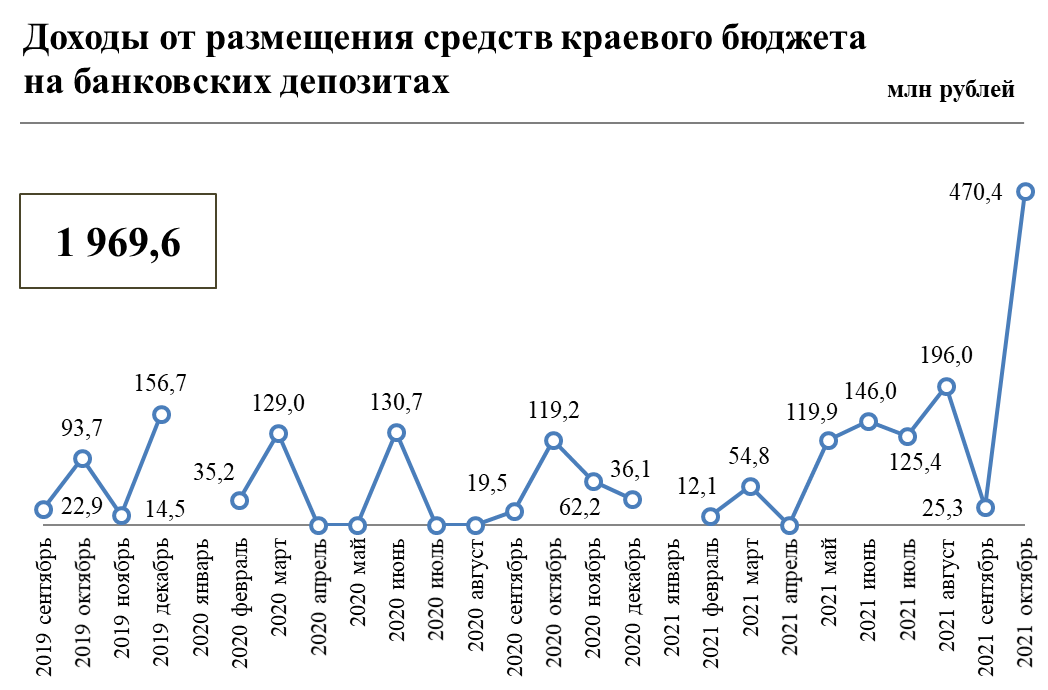 Доходы от размещения средств краевого бюджета
на банковских депозитах
млн рублей
1 969,6
470,4
196,0
156,7
146,0
129,0
130,7
119,2
119,9
93,7
125,4
54,8
35,2
36,1
19,5
12,1
22,9
14,5
62,2
25,3
2019 сентябрь
2019 октябрь
2019 ноябрь
2019 декабрь
2020 январь
2020 февраль
2020 март
2020 апрель
2020 май
2020 июнь
2020 июль
2020 август
2020 сентябрь
2020 октябрь
2020 ноябрь
2020 декабрь
2021 январь
2021 февраль
2021 март
2021 апрель
2021 май
2021 июнь
2021 июль
2021 август
2021 сентябрь
2021 октябрь